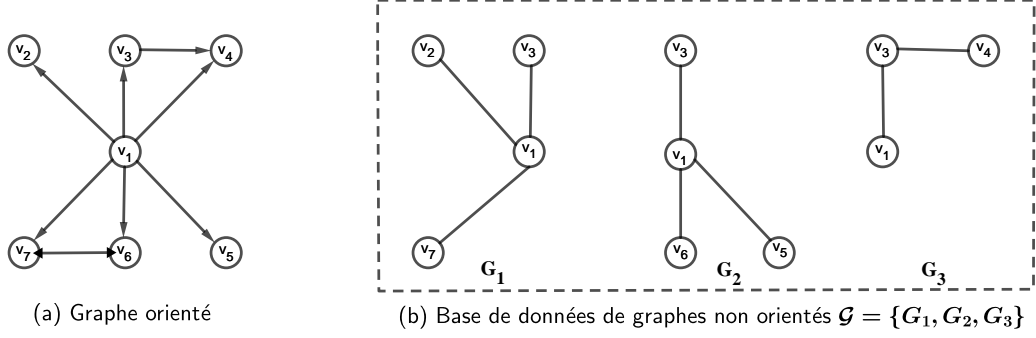 v2 v3 v4 v2 v3 v3 v3 v4
v1 v1 v1 v1
v7 v6 v5 v7 v6 v5
G1 G2 G3
(a) Graphe orienté
(b) Base de données de graphes non orientés 𝓖 = {G1, G2, G3}